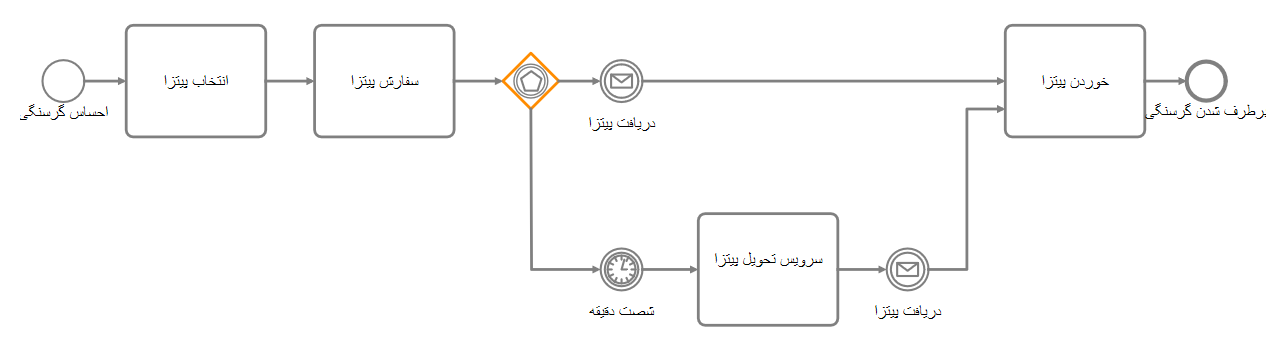 احساس گرسنگی
انتخاب پیتزا
سفارش پیتزا
دریافت پیتزا
خوردن پیتزا
برطرف شدن گرسنگی
شصت دقیقه
سرویس تحویل پیتزا
دریافت پیتزا